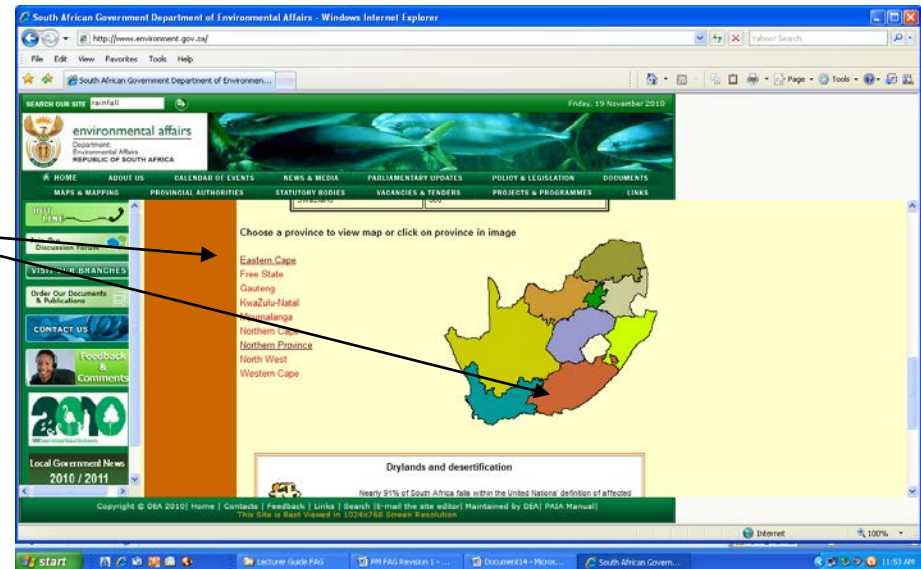 South African Government Department of Environmental Affairs - Windows Internet Explorer
http://www.environment.gov.za/
Yahoo! Search
File Edit View Favorites Tools Help
South African Government Department of Environmen...
Page Tools
SEARCH OUR SITE rainfall
Friday, 19 November 2010
environmental affairs
Department:
Environmental Affairs
REPUBLIC OF SOUTH AFRICA
HOME ABOUT US CALENDAR OF EVENTS NEWS & MEDIA PARLIAMENTARY UPDATES POLICY & LEGISLATION DOCUMENTS
MAPS & MAPPING PROVINCIAL AUTHORITIES STATUTORY BODIES VACANCIES & TENDERS PROJECTS & PROGRAMMES LINKS
Swaziland
LINE
Discussion Forum
VISIT OUR BRANCHES
Order Our Documents
& Publications
CONTACT US
Feedback
&
Comments
2010
Local Government News
2010 / 2011
Choose a province to view map or click on province in image
Eastern Cape
Free State
Gauteng
KwaZulu-Natal
Mpumalanga
Northern Cape
Northern Province
North West
Western Cape
Drylands and desertification
Nearly 91% of South Africa falls within the United Nations' definition of affected
Copyright © DEA 2010| Home | Contacts | Feedback | Links | Search |E-mail the site editor| Maintained by DEA| PAIA Manual|
This Site is Best Viewed in 1024x768 Screen Resolution
Internet 100%
start
Lecturer Guide FAG
PM FAG Revision 1 - ...
Document14 - Micros...
South African Govern...
11:53 AM